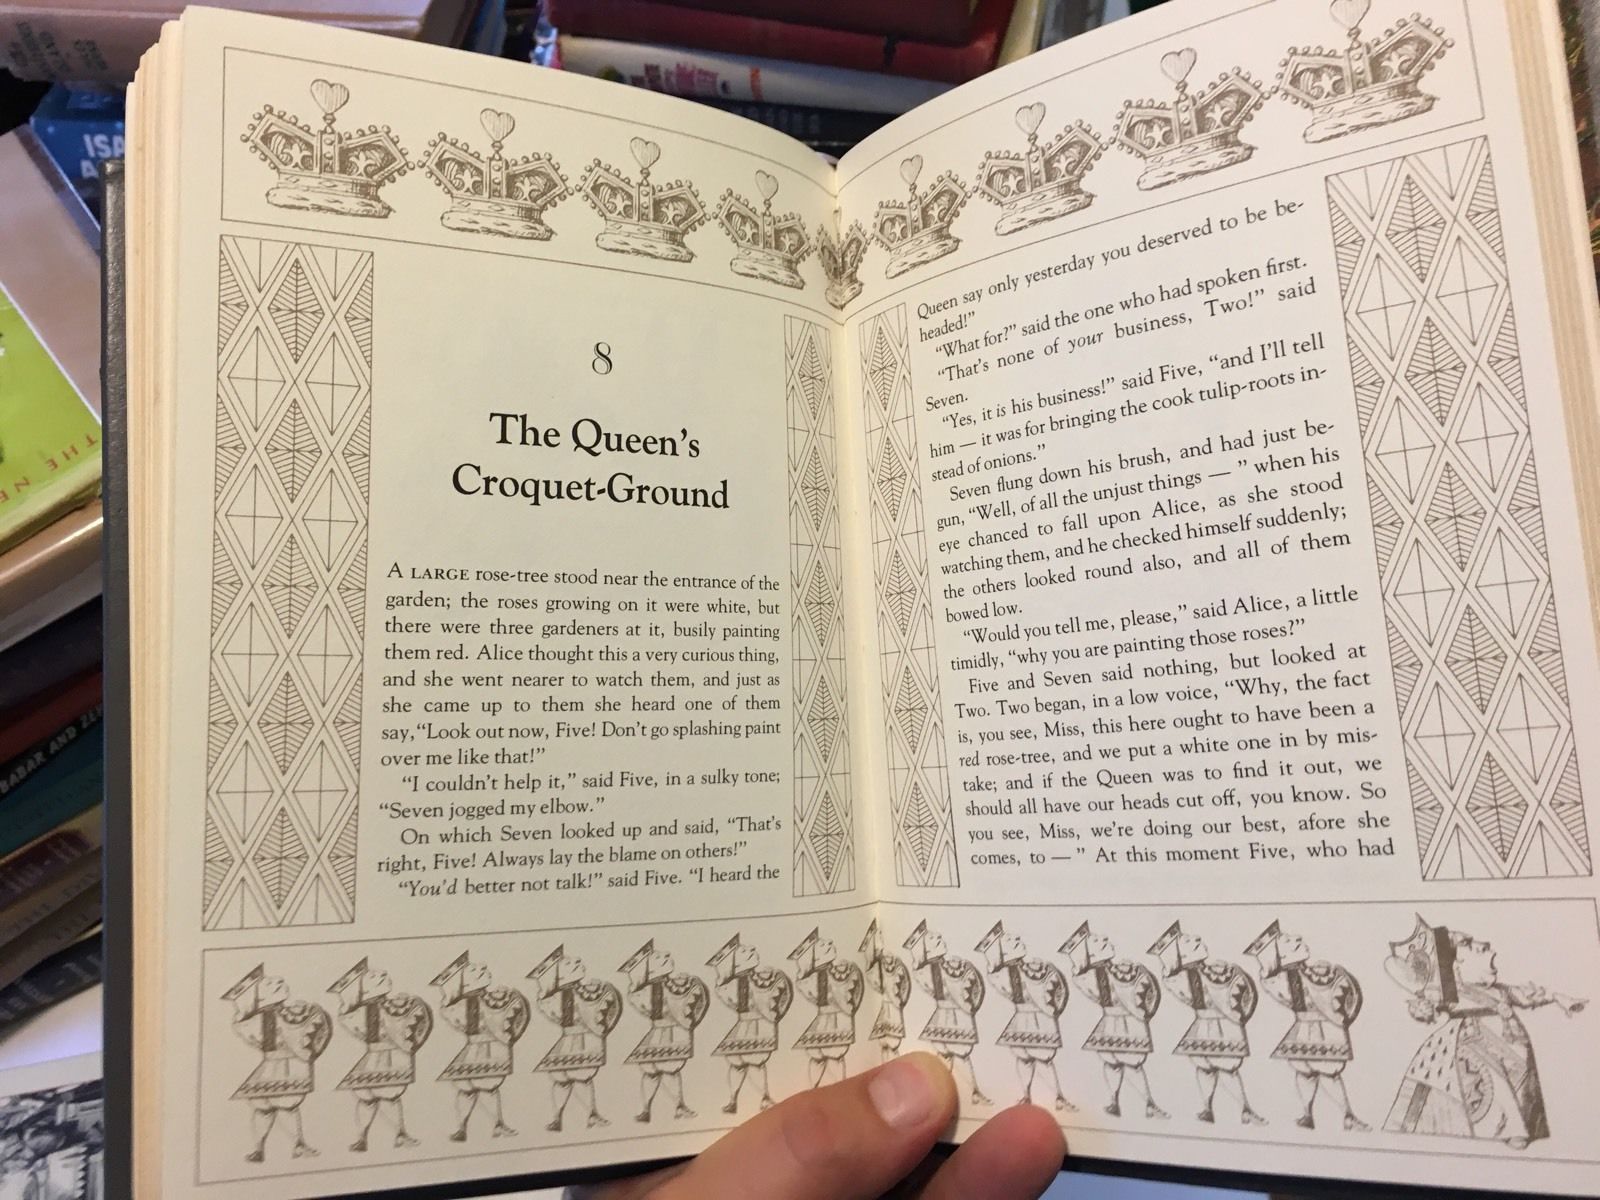 ISA
A
THE NE
BABAR AND ZE
8
The Queen's
Croquet-Ground
A LARGE rose-tree stood near the entrance of the
garden; the roses growing on it were white, but
there were three gardeners at it, busily painting
them red. Alice thought this a very curious thing,
and she went nearer to watch them, and just as
she came up to them she heard one of them
say, “Look out now, Five! Don't go splashing paint
over me like that!”
“I couldn't help it,” said Five, in a sulky tone;
“Seven jogged my elbow.”
On which Seven looked up and said, “That's
right, Five! Always lay the blame on others!”
“You'd better not talk!” said Five. “I heard the
Queen say only yesterday you deserved to be be-
headed!”
“What for?” said the one who had spoken first.
“That's none of your business, Two!” said
Seven.
“Yes, it is his business!” said Five, “and I'll tell
him — it was for bringing the cook tulip-roots in-
stead of onions.”
Seven flung down his brush, and had just be-
gun, “Well, of all the unjust things — ” when his
eye chanced to fall upon Alice, as she stood
watching them, and he checked himself suddenly;
the others looked round also, and all of them
bowed low.
“Would you tell me, please,” said Alice, a little
timidly, “why you are painting those roses?”
Five and Seven said nothing, but looked at
Two. Two began, in a low voice, “Why, the fact
is, you see, Miss, this here ought to have been a
red rose-tree, and we put a white one in by mis-
take; and if the Queen was to find it out, we
should all have our heads cut off, you know. So
you see, Miss, we're doing our best, afore she
comes, to — ” At this moment Five, who had